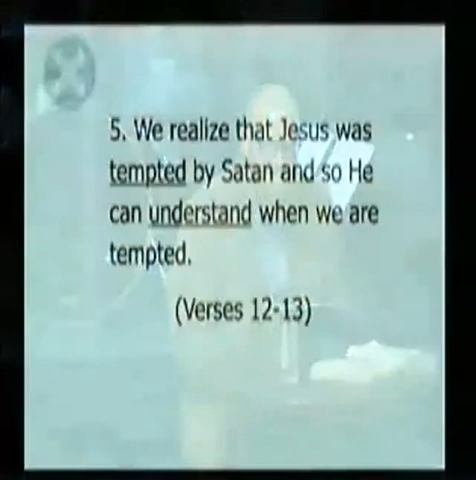 5. We realize that Jesus was
tempted by Satan and so He
can understand when we are
tempted.
(Verses 12-13)